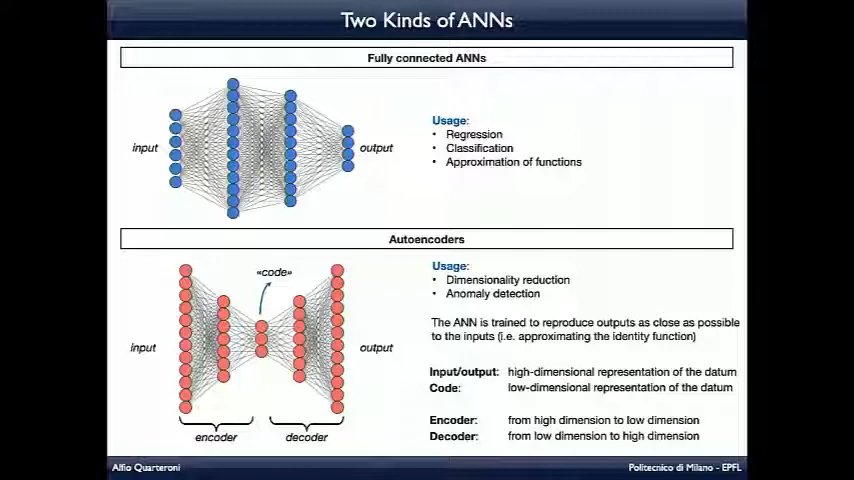 Two Kinds of ANNs
Fully connected ANNs
input
output
Usage:
• Regression
• Classification
• Approximation of functions
Autoencoders
«code»
input
output
encoder
decoder
Usage:
• Dimensionality reduction
• Anomaly detection
The ANN is trained to reproduce outputs as close as possible
to the inputs (i.e. approximating the identity function)
Input/output: high-dimensional representation of the datum
Code: low-dimensional representation of the datum
Encoder: from high dimension to low dimension
Decoder: from low dimension to high dimension
Alfio Quarteroni
Politecnico di Milano - EPFL